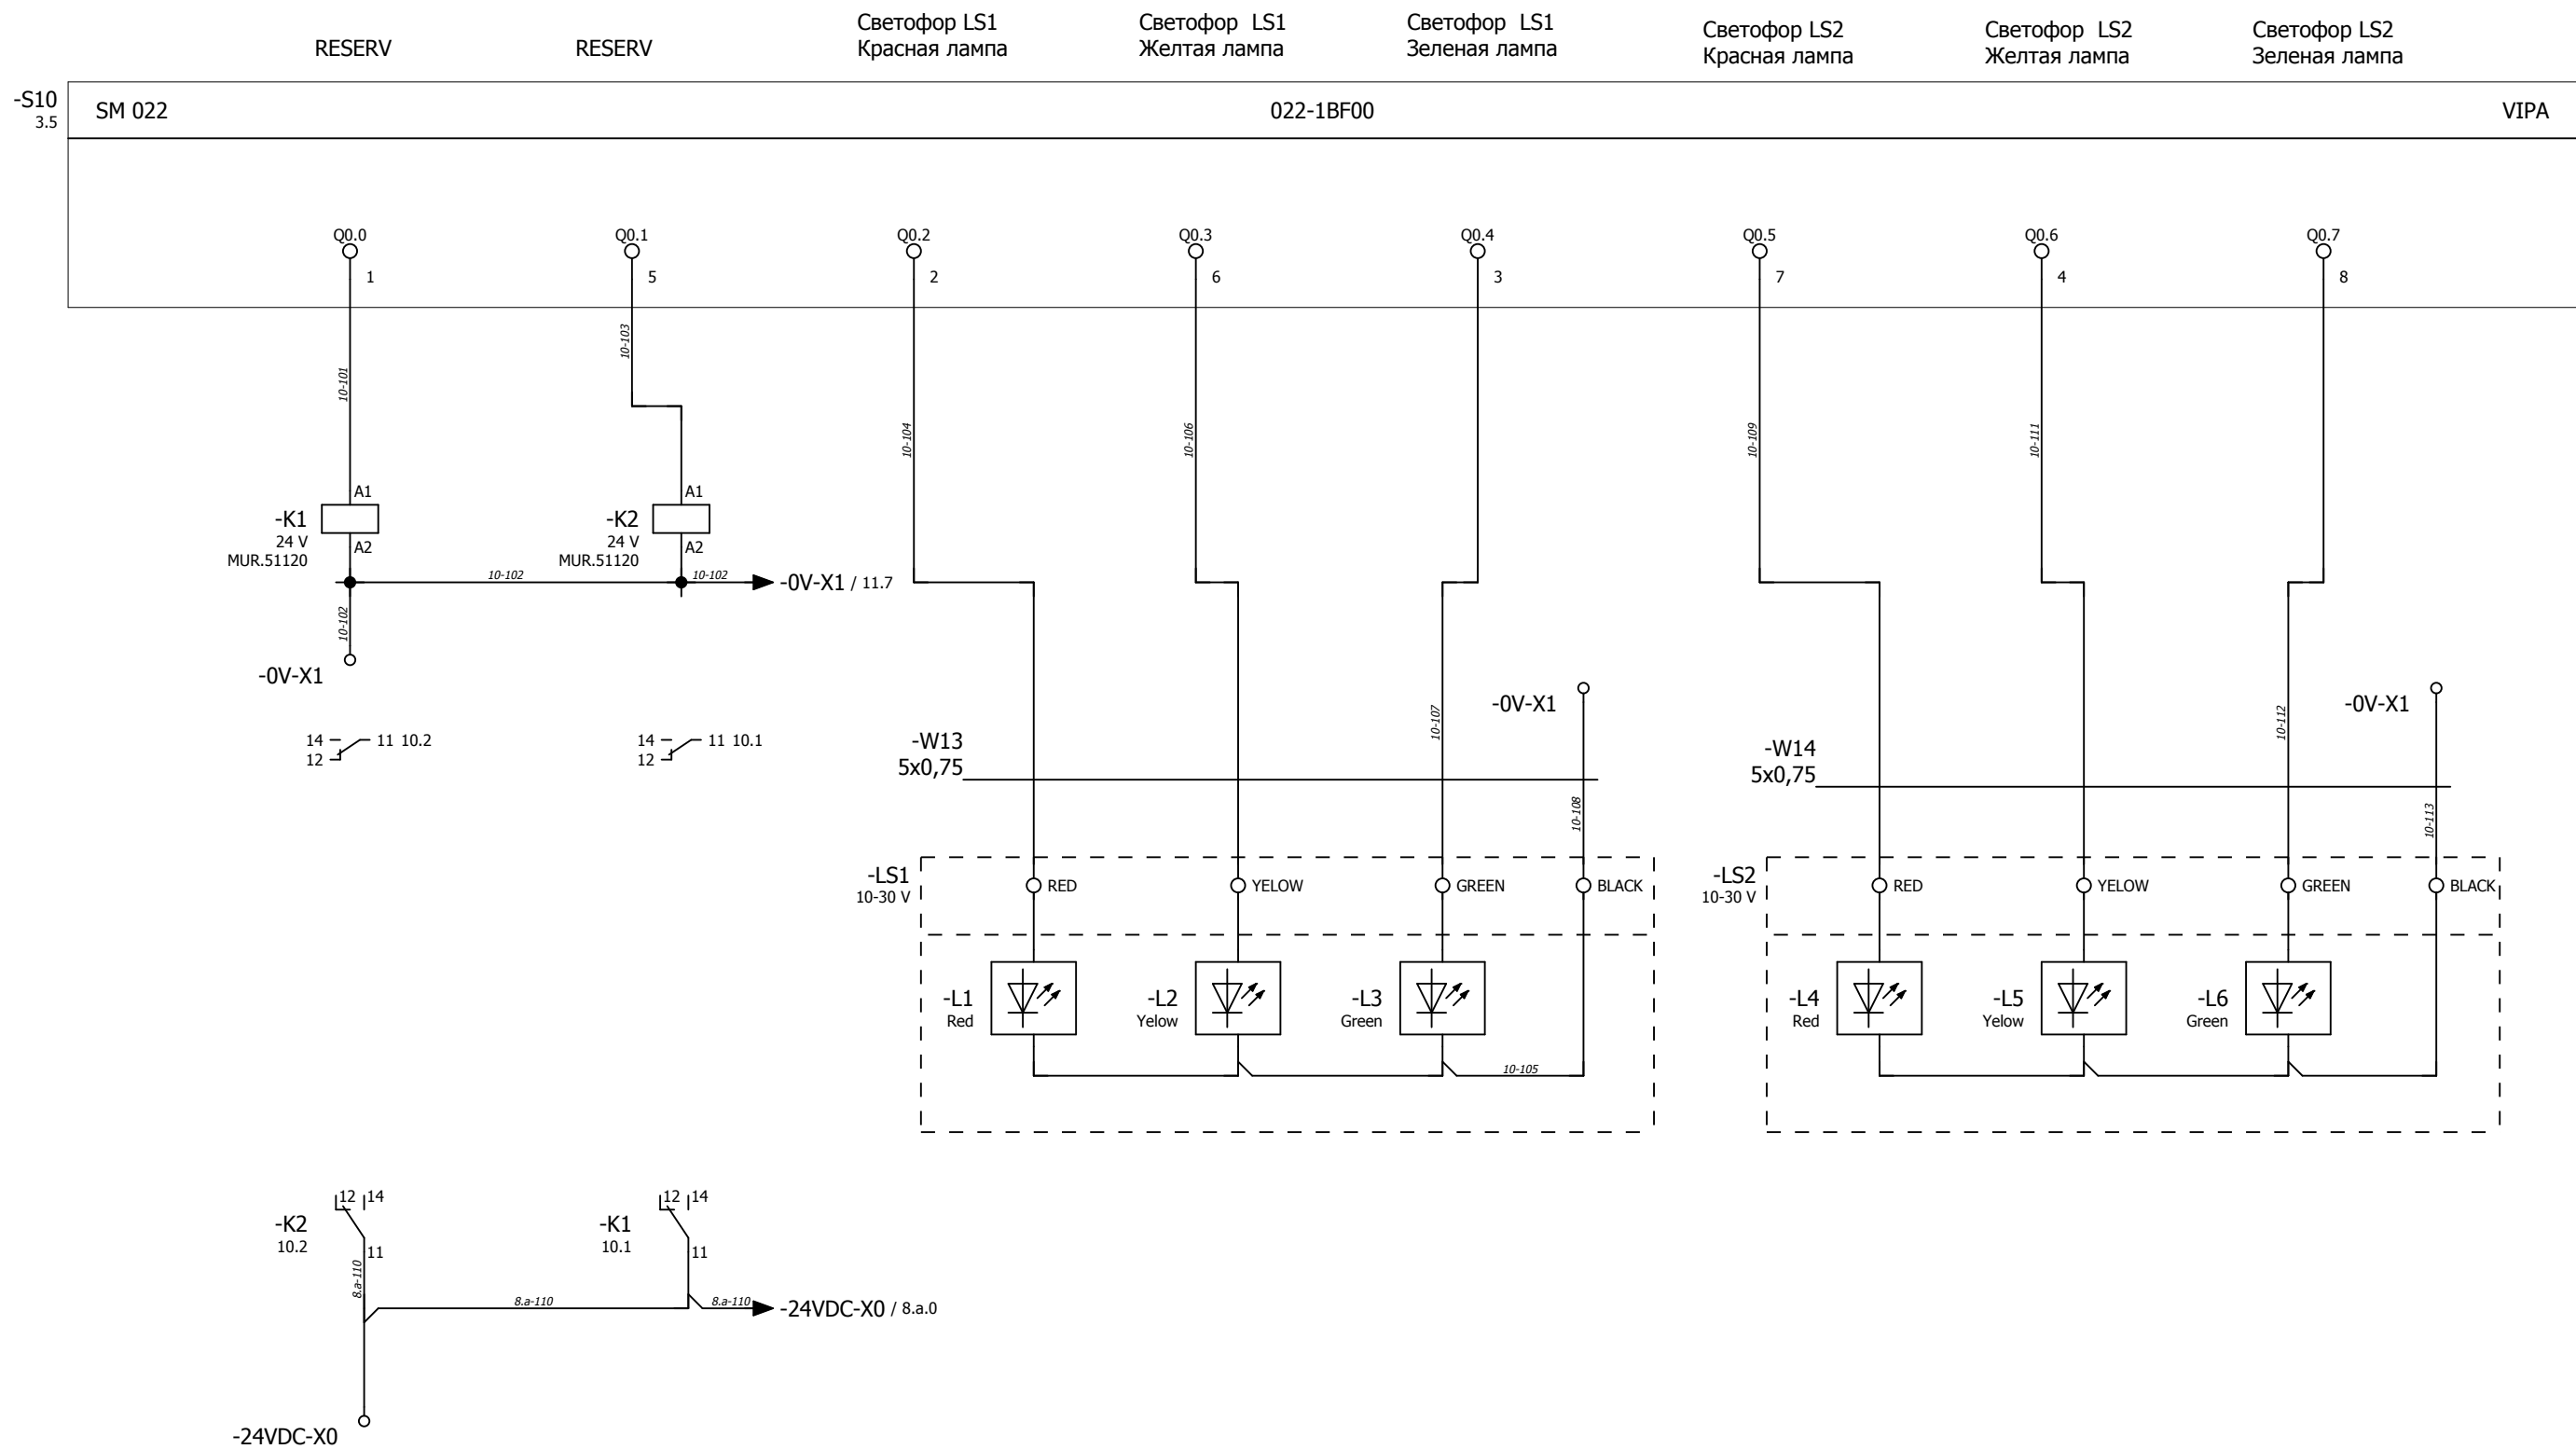 RESERV
RESERV
Светофор LS1
Красная лампа
Светофор LS1
Желтая лампа
Светофор LS1
Зеленая лампа
Светофор LS2
Красная лампа
Светофор LS2
Желтая лампа
Светофор LS2
Зеленая лампа
-S10
3.5
SM 022
022-1BF00
VIPA
Q0.0
Q0.1
Q0.2
Q0.3
Q0.4
Q0.5
Q0.6
Q0.7
1
5
2
6
3
7
4
8
10-101
10-103
10-104
10-106
10-109
10-111
A1
-K1
24 V
MUR.51120
A2
A1
-K2
24 V
MUR.51120
A2
10-102
10-102
-0V-X1 / 11.7
10-102
-0V-X1
14
11 10.2
12
14
11 10.1
12
10-107
-0V-X1
-W13
5x0,75
10-108
10-112
-0V-X1
-W14
5x0,75
10-113
-LS1
10-30 V
RED
YELOW
GREEN
BLACK
-LS2
10-30 V
RED
YELOW
GREEN
BLACK
-L1
Red
-L2
Yelow
-L3
Green
-L4
Red
-L5
Yelow
-L6
Green
10-105
12 14
-K2
10.2
11
12 14
-K1
10.1
11
8.a-110
8.a-110
8.a-110
-24VDC-X0 / 8.a.0
-24VDC-X0